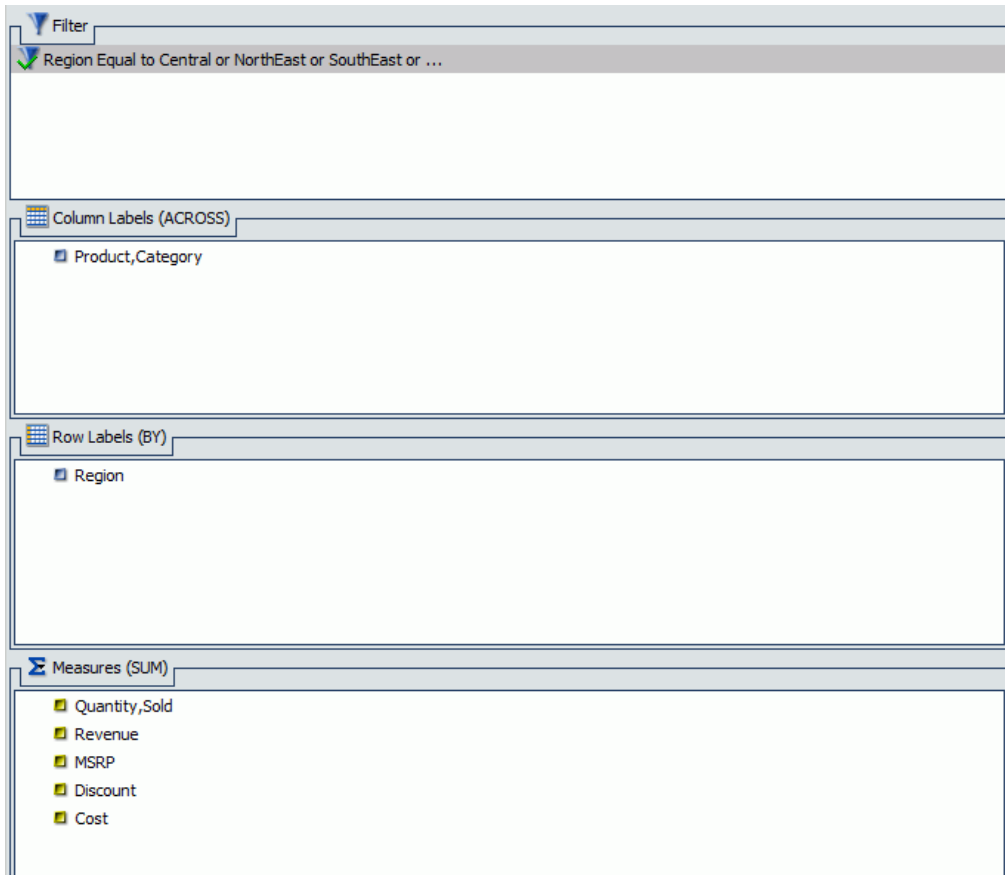 Filter
Region Equal to Central or NorthEast or SouthEast or ...
Column Labels (ACROSS)
Product,Category
Row Labels (BY)
Region
Measures (SUM)
Quantity,Sold
Revenue
MSRP
Discount
Cost